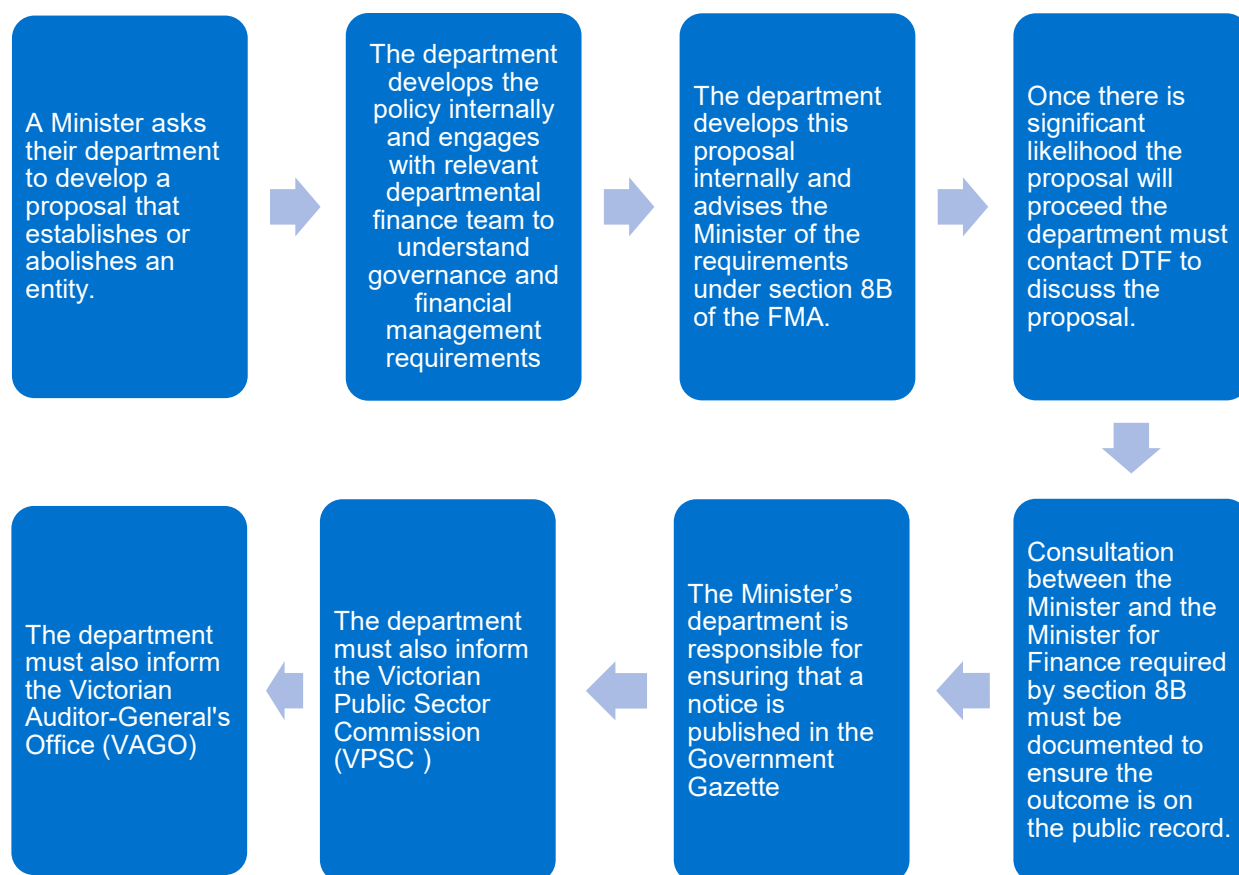 A Minister asks
their department
to develop a
proposal that
establishes or
abolishes an
entity.
The department
develops the
policy internally
and engages
with relevant
departmental
finance team to
understand
governance and
financial
management
requirements
The department
develops this
proposal
internally and
advises the
Minister of the
requirements
under section 8B
of the FMA.
Once there is
significant
likelihood the
proposal will
proceed the
department must
contact DTF to
discuss the
proposal.
Consultation
between the
Minister and the
Minister for
Finance required
by section 8B
must be
documented to
ensure the
outcome is on
the public record.
The Minister’s
department is
responsible for
ensuring that a
notice is
published in the
Government
Gazette
The department
must also inform
the Victorian
Public Sector
Commission
(VPSC )
The department
must also inform
the Victorian
Auditor-General's
Office (VAGO)